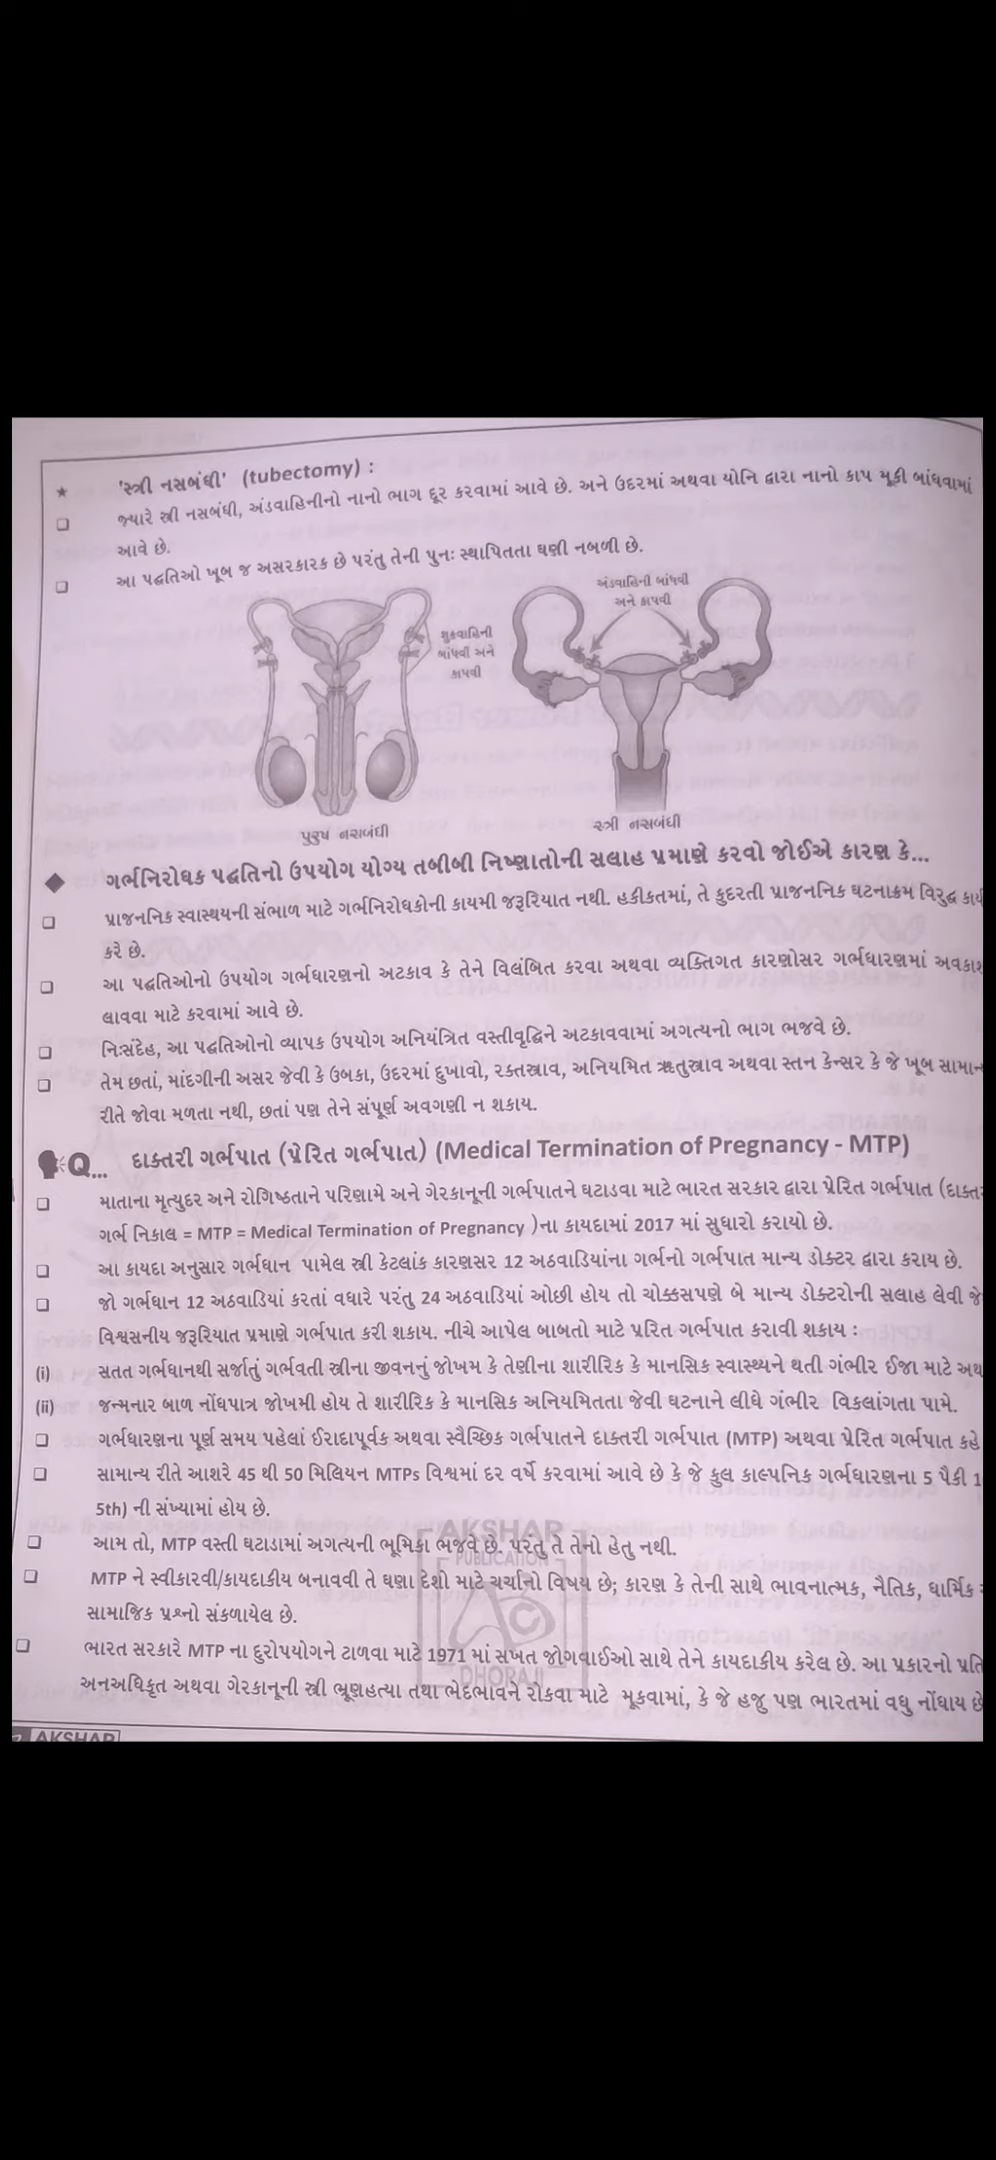 ★ 'સ્ત્રી નસબંધી' (tubectomy) :
❑ જ્યારે સ્ત્રી નસબંધી, અંડવાહિનીનો નાનો ભાગ દૂર કરવામાં આવે છે. અને ઉદરમાં અથવા યોનિ દ્વારા નાનો કાપ મૂકી બાંધવામાં
આવે છે.
❑ આ પદ્ધતિઓ ખૂબ જ અસરકારક છે પરંતુ તેની પુનઃ સ્થાપિતતા ઘણી નબળી છે.
શુક્રવાહિની
બાંધવી અને
કાપવી
અંડવાહિની બાંધવી
અને કાપવી
પુરુષ નસબંધી
સ્ત્રી નસબંધી
◆ ગર્ભનિરોધક પદ્ધતિનો ઉપયોગ યોગ્ય તબીબી નિષ્ણાતોની સલાહ પ્રમાણે કરવો જોઈએ કારણ કે...
❑ પ્રાજનનિક સ્વાસ્થયની સંભાળ માટે ગર્ભનિરોધકોની કાયમી જરૂરિયાત નથી. હકીકતમાં, તે કુદરતી પ્રાજનનિક ઘટનાક્રમ વિરુદ્ધ કાર્ય
કરે છે.
❑ આ પદ્ધતિઓનો ઉપયોગ ગર્ભધારણનો અટકાવ કે તેને વિલંબિત કરવા અથવા વ્યક્તિગત કારણોસર ગર્ભધારણમાં અવકાશ
લાવવા માટે કરવામાં આવે છે.
❑ નિઃસંદેહ, આ પદ્ધતિઓનો વ્યાપક ઉપયોગ અનિયંત્રિત વસ્તીવૃદ્ધિને અટકાવવામાં અગત્યનો ભાગ ભજવે છે.
❑ તેમ છતાં, માંદગીની અસર જેવી કે ઉબકા, ઉદરમાં દુખાવો, રક્તસ્ત્રાવ, અનિયમિત ઋતુસ્ત્રાવ અથવા સ્તન કેન્સર કે જે ખૂબ સામાન
રીતે જોવા મળતા નથી, છતાં પણ તેને સંપૂર્ણ અવગણી ન શકાય.
Q... દાક્તરી ગર્ભપાત (પ્રેરિત ગર્ભપાત) (Medical Termination of Pregnancy - MTP)
❑ માતાના મૃત્યુદર અને રોગિષ્ઠતાને પરિણામે અને ગેરકાનૂની ગર્ભપાતને ઘટાડવા માટે ભારત સરકાર દ્વારા પ્રેરિત ગર્ભપાત (દાક્ત
ગર્ભ નિકાલ = MTP = Medical Termination of Pregnancy )ના કાયદામાં 2017 માં સુધારો કરાયો છે.
❑ આ કાયદા અનુસાર ગર્ભધાન પામેલ સ્ત્રી કેટલાંક કારણસર 12 અઠવાડિયાંના ગર્ભનો ગર્ભપાત માન્ય ડોક્ટર દ્વારા કરાય છે.
❑ જો ગર્ભધાન 12 અઠવાડિયાં કરતાં વધારે પરંતુ 24 અઠવાડિયાં ઓછી હોય તો ચોક્કસપણે બે માન્ય ડોક્ટરોની સલાહ લેવી જે
વિશ્વસનીય જરૂરિયાત પ્રમાણે ગર્ભપાત કરી શકાય. નીચે આપેલ બાબતો માટે પ્રરિત ગર્ભપાત કરાવી શકાય :
(i) સતત ગર્ભધાનથી સર્જાતું ગર્ભવતી સ્ત્રીના જીવનનું જોખમ કે તેણીના શારીરિક કે માનસિક સ્વાસ્થ્યને થતી ગંભીર ઈજા માટે અથ
(ii) જન્મનાર બાળ નોંધપાત્ર જોખમી હોય તે શારીરિક કે માનસિક અનિયમિતતા જેવી ઘટનાને લીધે ગંભીર વિકલાંગતા પામે.
❑ ગર્ભધારણના પૂર્ણ સમય પહેલાં ઈરાદાપૂર્વક અથવા સ્વૈચ્છિક ગર્ભપાતને દાક્તરી ગર્ભપાત (MTP) અથવા પ્રેરિત ગર્ભપાત કહે
❑ સામાન્ય રીતે આશરે 45 થી 50 મિલિયન MTPs વિશ્વમાં દર વર્ષે કરવામાં આવે છે કે જે કુલ કાલ્પનિક ગર્ભધારણના 5 પૈકી 1
5th) ની સંખ્યામાં હોય છે.
❑ આમ તો, MTP વસ્તી ઘટાડામાં અગત્યની ભૂમિકા ભજવે છે. પરંતુ તે તેનો હેતુ નથી.
❑ MTP ને સ્વીકારવી/કાયદાકીય બનાવવી તે ઘણા દેશો માટે ચર્ચાનો વિષય છે; કારણ કે તેની સાથે ભાવનાત્મક, નૈતિક, ધાર્મિક
સામાજિક પ્રશ્નો સંકળાયેલ છે.
❑ ભારત સરકારે MTP ના દુરોપયોગને ટાળવા માટે 1971 માં સખત જોગવાઈઓ સાથે તેને કાયદાકીય કરેલ છે. આ પ્રકારનો પ્રતિ
અનઅધિકૃત અથવા ગેરકાનૂની સ્ત્રી ભ્રૂણહત્યા તથા ભેદભાવને રોકવા માટે મૂકવામાં, કે જે હજુ પણ ભારતમાં વધુ નોંધાય છે
AKSHAR
PUBLICATION
DHORAJI
AKSHAR